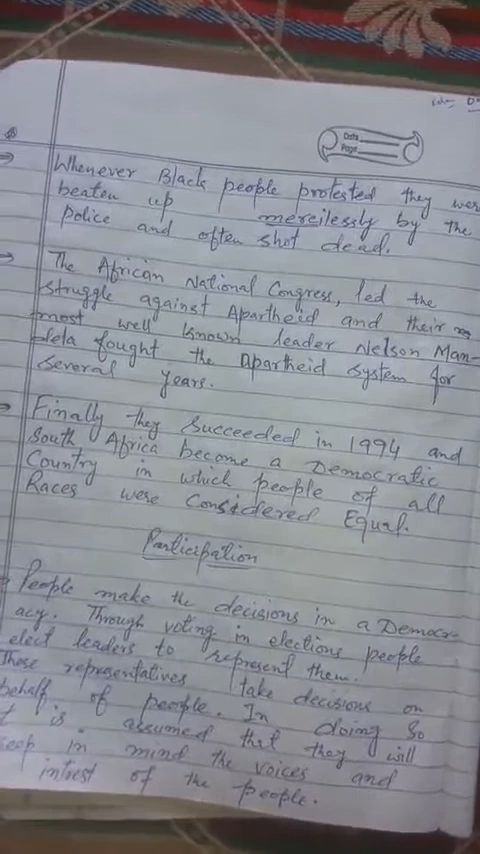 Date
Page
Whenever Black people protested they were
beaten up mercilessly by the
police and often shot dead.
The African National Congress, led the
struggle against Apartheid and their
most well known leader Nelson Man-
dela fought the apartheid system for
several years.
Finally they succeeded in 1994 and
South Africa become a Democratic
Country in which people of all
Races were Considered Equal.
Participation
People make the decisions in a Democr-
acy. Through voting in elections people
elect leaders to represent them.
These representatives take decisions on
behalf of people. In doing so
it is assumed that they will
keep in mind the voices and
intrest of the people.